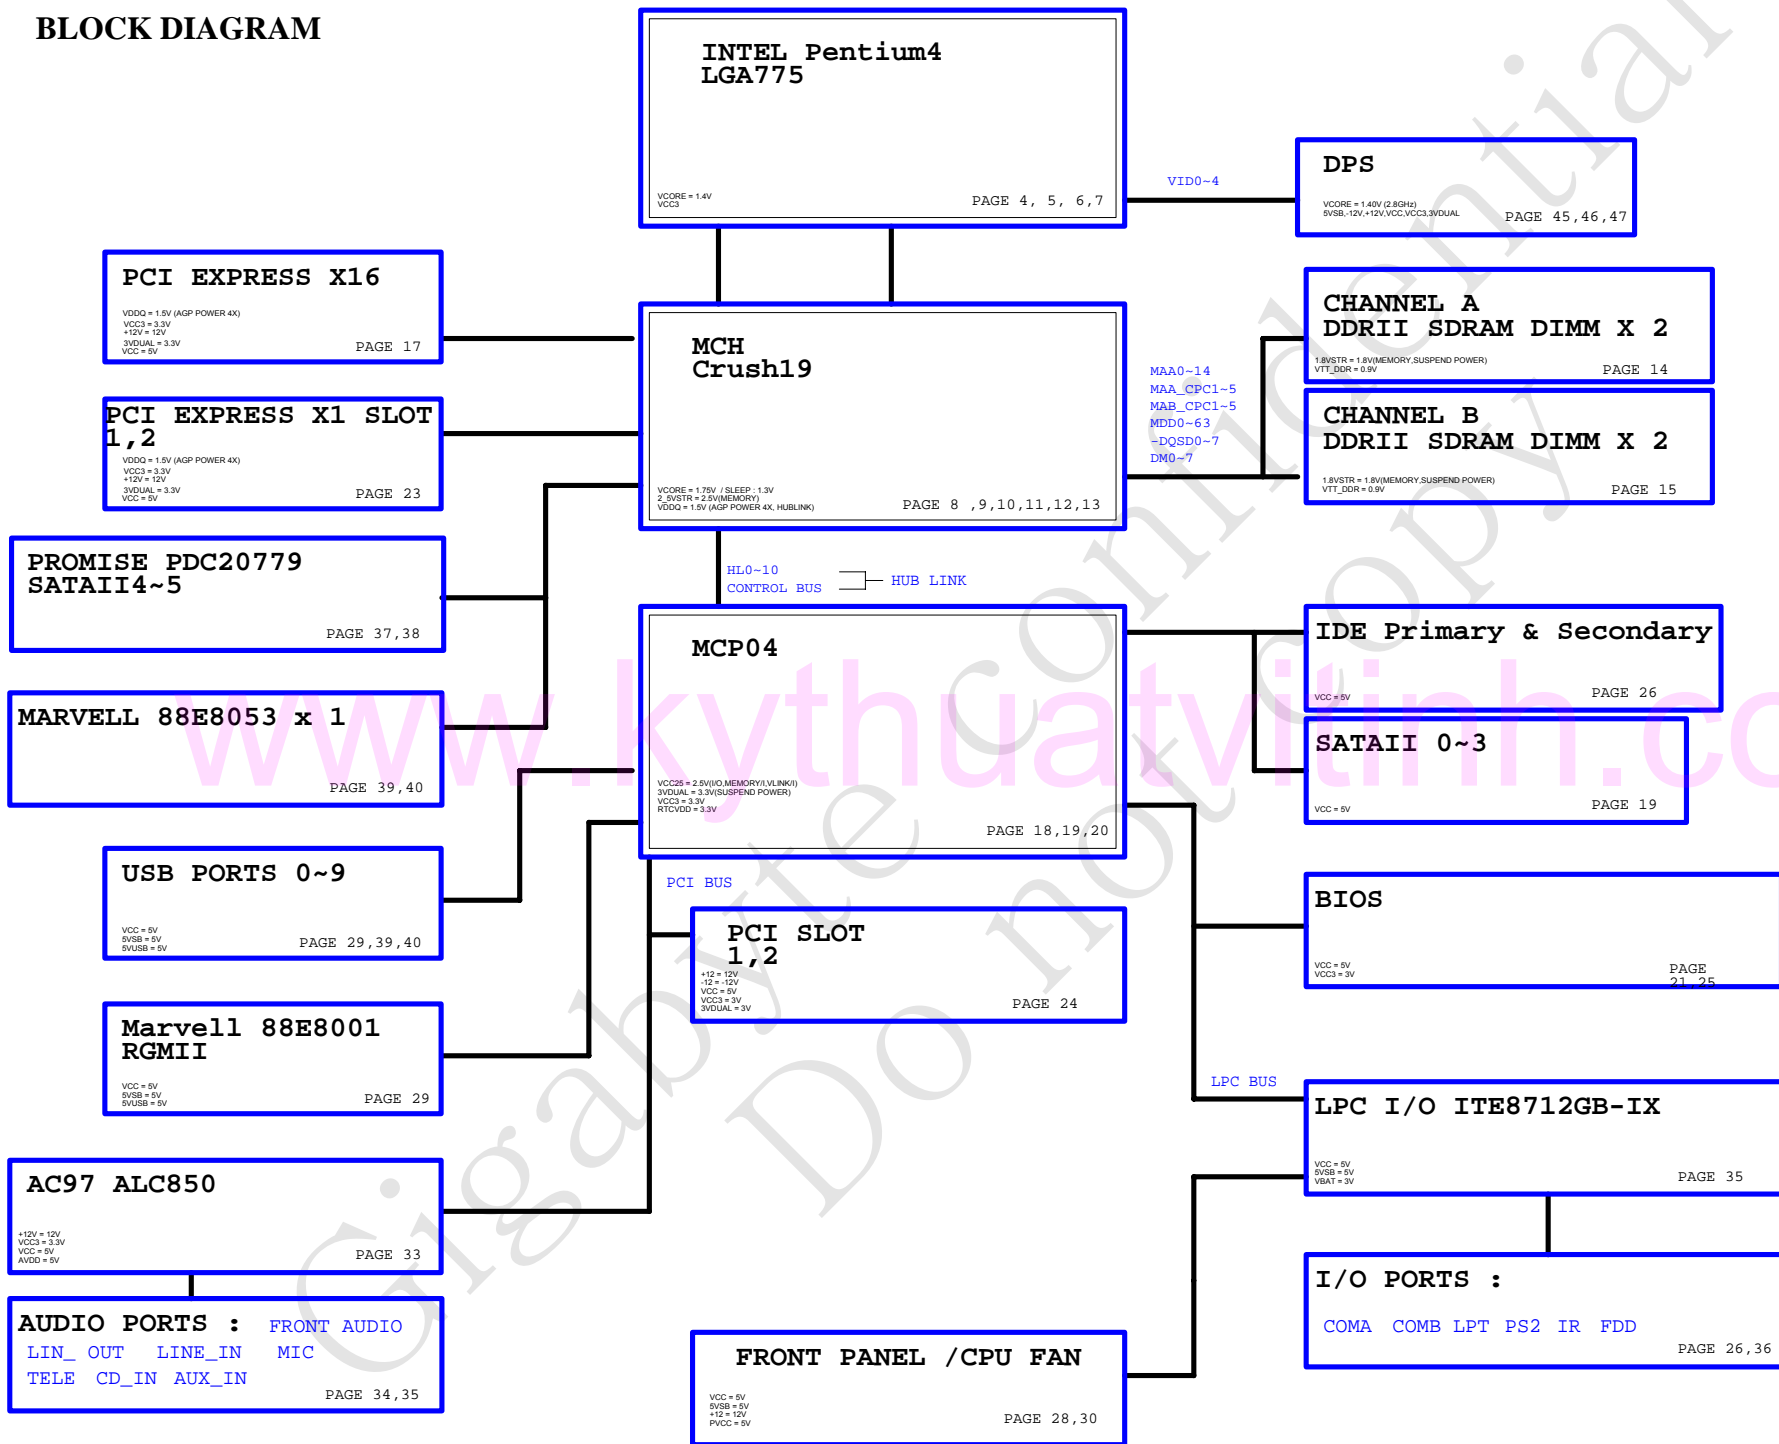 BLOCK DIAGRAM
INTEL Pentium4
LGA775
VCORE = 1.4V
VCC3
PAGE 4, 5, 6,7
VID0~4
DPS
VCORE = 1.40V (2.8GHz)
5VSB,-12V,+12V,VCC,VCC3,3VDUAL
PAGE 45,46,47
PCI EXPRESS X16
VDDQ = 1.5V (AGP POWER 4X)
VCC3 = 3.3V
+12V = 12V
3VDUAL = 3.3V
VCC = 5V
PAGE 17
MCH
Crush19
VCORE = 1.75V / SLEEP : 1.3V
2_5VSTR = 2.5V(MEMORY)
VDDQ = 1.5V (AGP POWER 4X, HUBLINK)
PAGE 8 ,9,10,11,12,13
MAA0~14
MAA_CPC1~5
MAB_CPC1~5
MDD0~63
-DQSD0~7
DM0~7
CHANNEL A
DDRII SDRAM DIMM X 2
1.8VSTR = 1.8V(MEMORY,SUSPEND POWER)
VTT_DDR = 0.9V
PAGE 14
CHANNEL B
DDRII SDRAM DIMM X 2
1.8VSTR = 1.8V(MEMORY,SUSPEND POWER)
VTT_DDR = 0.9V
PAGE 15
PCI EXPRESS X1 SLOT
1,2
VDDQ = 1.5V (AGP POWER 4X)
VCC3 = 3.3V
+12V = 12V
3VDUAL = 3.3V
VCC = 5V
PAGE 23
PROMISE PDC20779
SATAII4~5
PAGE 37,38
HL0~10
CONTROL BUS
HUB LINK
MCP04
VCC25 = 2.5V(I/O,MEMORY/I,VLINK/I)
3VDUAL = 3.3V(SUSPEND POWER)
VCC3 = 3.3V
RTCVDD = 3.3V
PAGE 18,19,20
IDE Primary & Secondary
VCC = 5V
PAGE 26
SATAII 0~3
VCC = 5V
PAGE 19
MARVELL 88E8053 x 1
PAGE 39,40
USB PORTS 0~9
VCC = 5V
5VSB = 5V
5VUSB = 5V
PAGE 29,39,40
PCI BUS
PCI SLOT
1,2
+12 = 12V
-12 = -12V
VCC = 5V
VCC3 = 3V
3VDUAL = 3V
PAGE 24
BIOS
VCC = 5V
VCC3 = 3V
PAGE
21,25
Marvell 88E8001
RGMII
VCC = 5V
5VSB = 5V
5VUSB = 5V
PAGE 29
LPC BUS
LPC I/O ITE8712GB-IX
VCC = 5V
5VSB = 5V
VBAT = 3V
PAGE 35
AC97 ALC850
+12V = 12V
VCC3 = 3.3V
VCC = 5V
AVDD = 5V
PAGE 33
AUDIO PORTS : FRONT AUDIO
LIN_ OUT LINE_IN MIC
TELE CD_IN AUX_IN
PAGE 34,35
FRONT PANEL /CPU FAN
VCC = 5V
5VSB = 5V
+12 = 12V
PVCC = 5V
PAGE 28,30
I/O PORTS :
COMA COMB LPT PS2 IR FDD
PAGE 26,36
Gigabyte confidential
Do not copy
www.kythuatvitinh.co